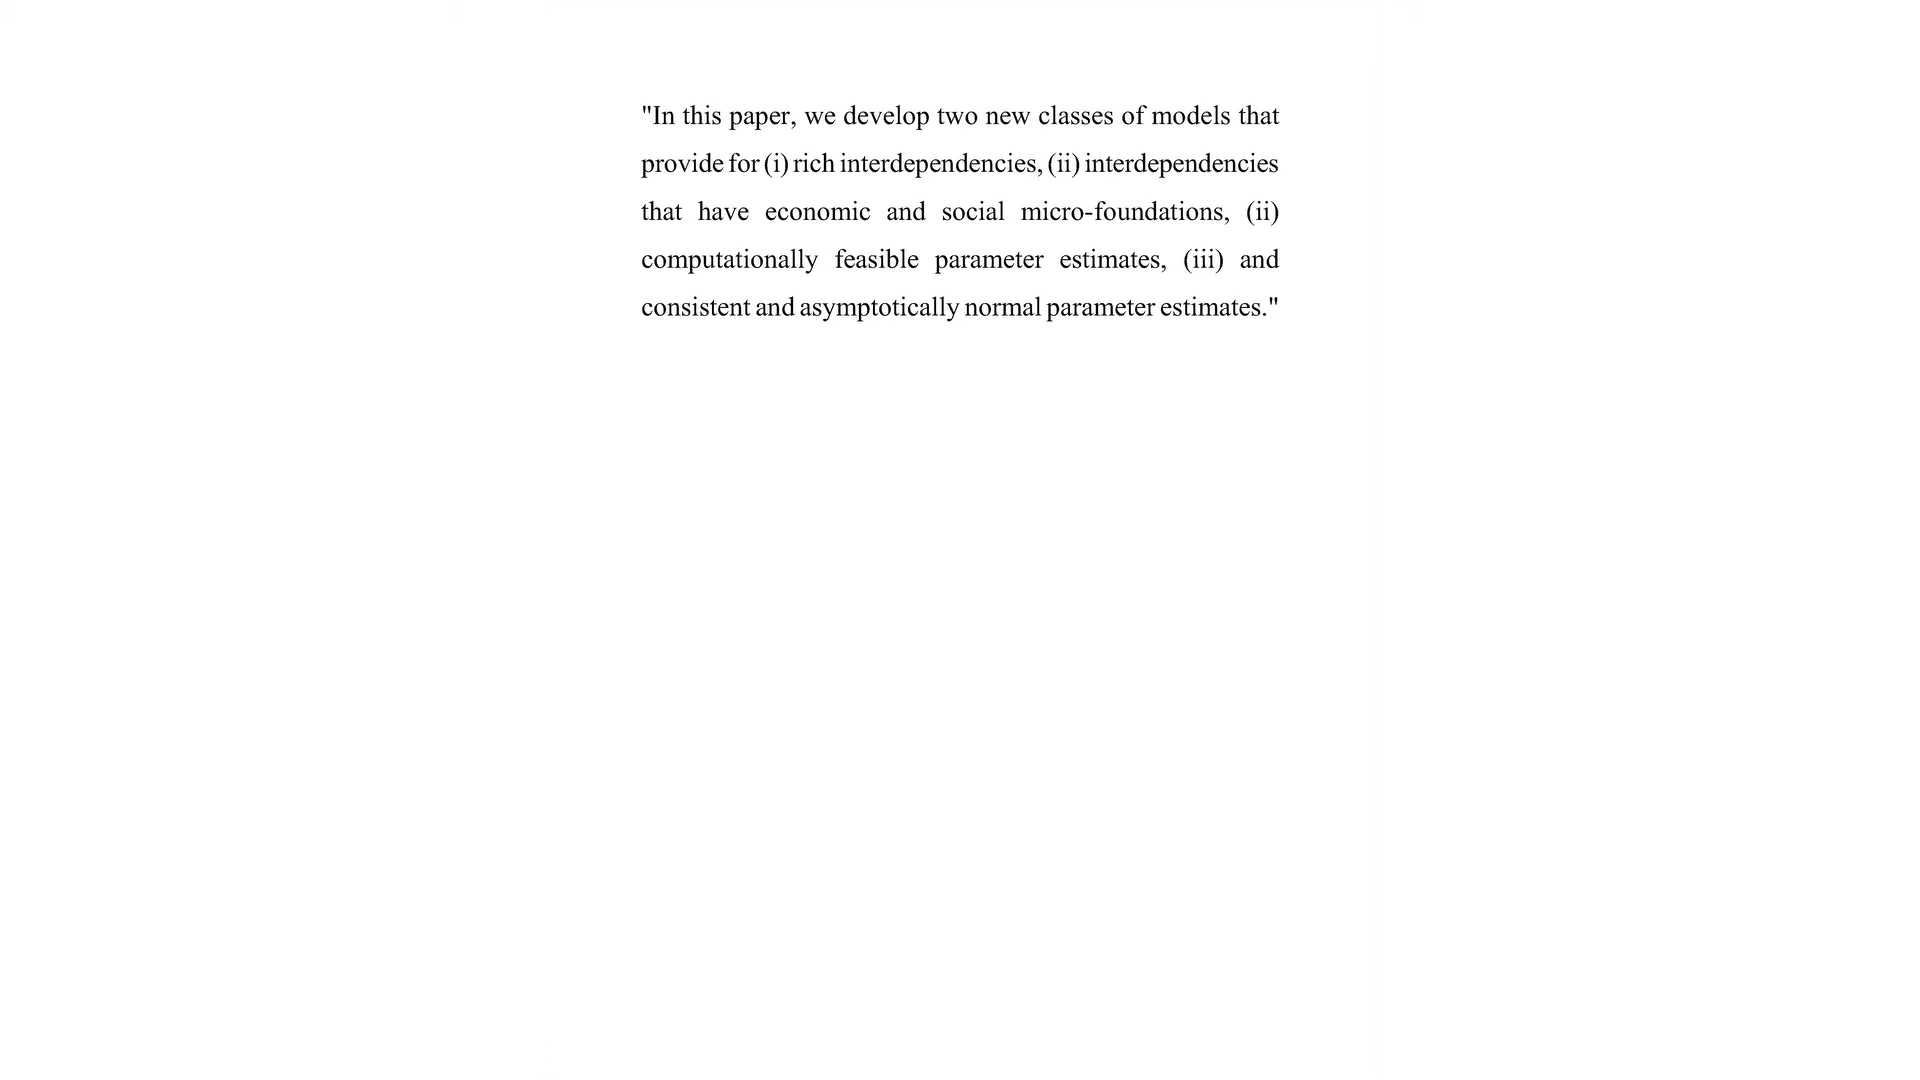 "In this paper, we develop two new classes of models that
provide for (i) rich interdependencies, (ii) interdependencies
that have economic and social micro-foundations, (ii)
computationally feasible parameter estimates, (iii) and
consistent and asymptotically normal parameter estimates."